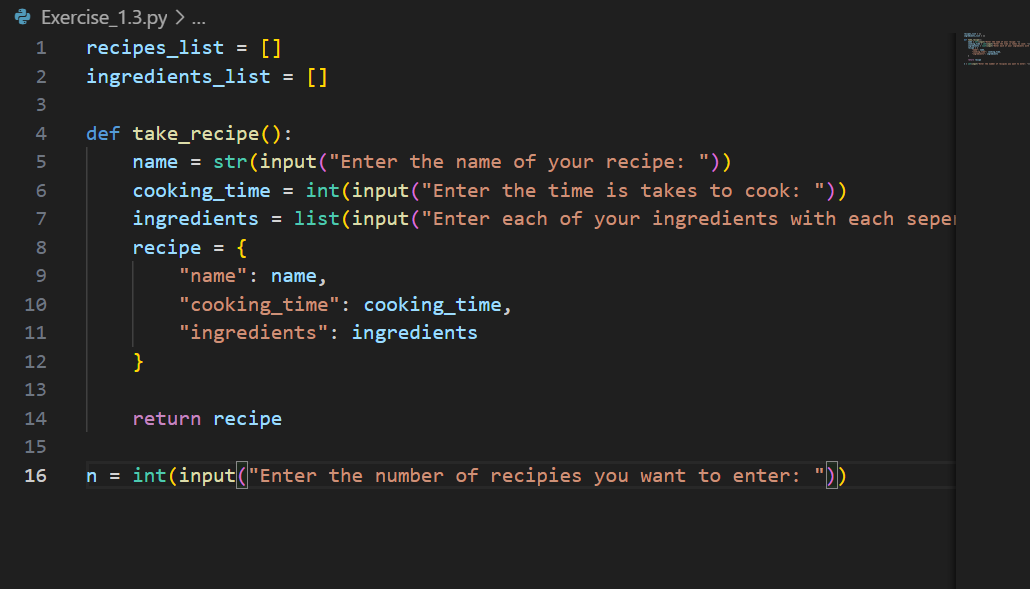 Exercise_1.3.py > ...
1 recipes_list = []
2 ingredients_list = []
3
4 def take_recipe():
5 name = str(input("Enter the name of your recipe: "))
6 cooking_time = int(input("Enter the time is takes to cook: "))
7 ingredients = list(input("Enter each of your ingredients with each seper
8 recipe = {
9 "name": name,
10 "cooking_time": cooking_time,
11 "ingredients": ingredients
12 }
13
14 return recipe
15
16 n = int(input("Enter the number of recipies you want to enter: "))